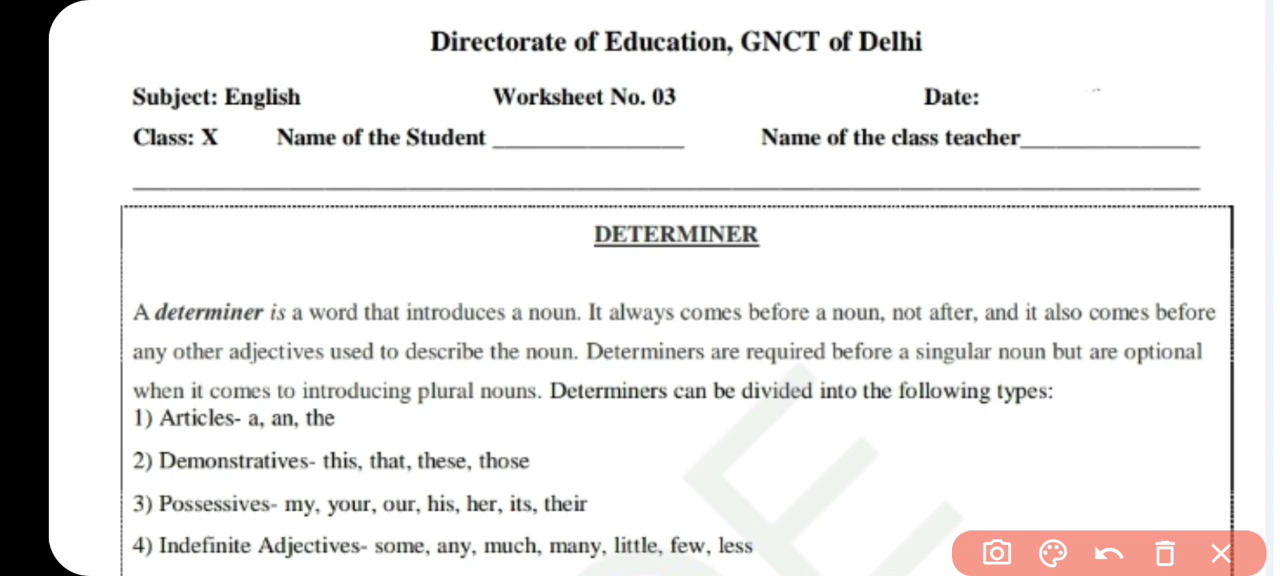 Directorate of Education, GNCT of Delhi
Subject: English Worksheet No. 03 Date:
Class: X Name of the Student ________________ Name of the class teacher_______________
DETERMINER
A determiner is a word that introduces a noun. It always comes before a noun, not after, and it also comes before
any other adjectives used to describe the noun. Determiners are required before a singular noun but are optional
when it comes to introducing plural nouns. Determiners can be divided into the following types:
1) Articles- a, an, the
2) Demonstratives- this, that, these, those
3) Possessives- my, your, our, his, her, its, their
4) Indefinite Adjectives- some, any, much, many, little, few, less